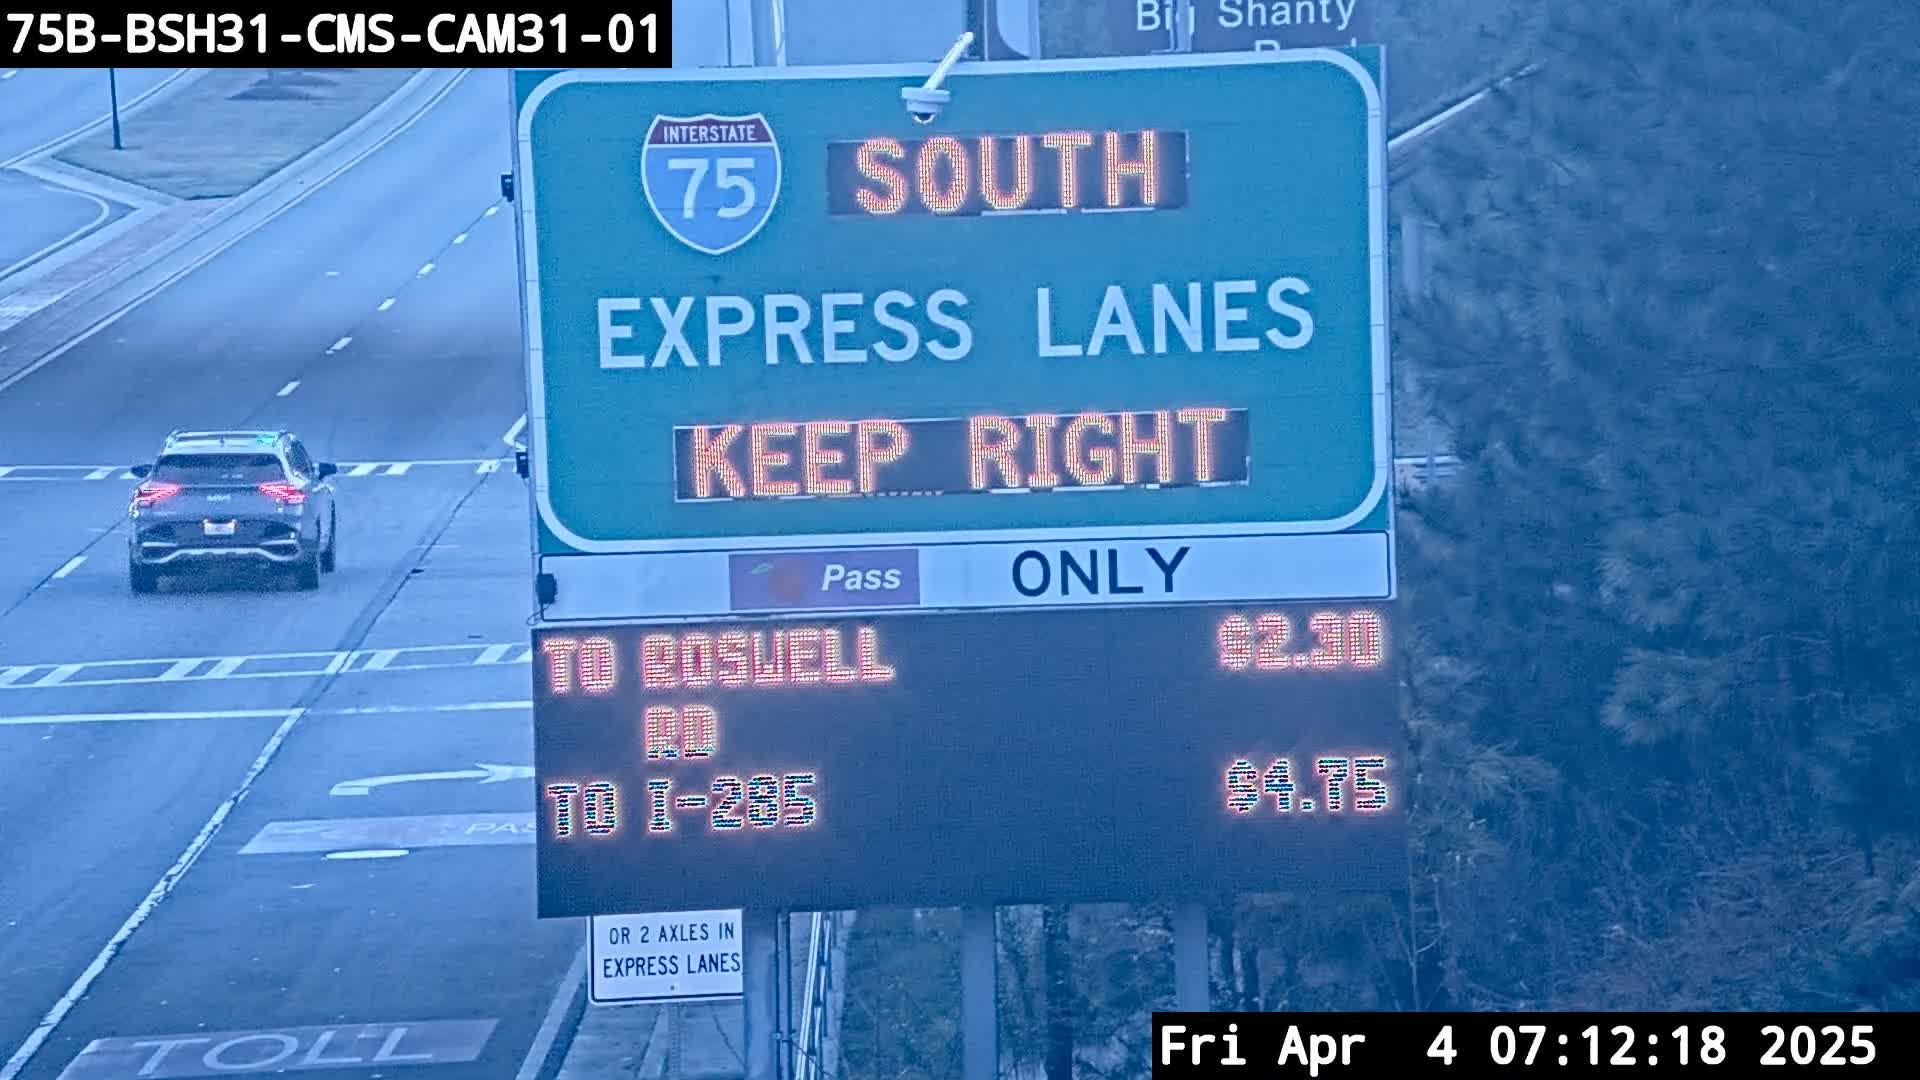 75B-BSH31-CMS-CAM31-01
Big Shanty
INTERSTATE
75
SOUTH
EXPRESS LANES
KEEP RIGHT
Pass ONLY
TO ROSWELL $2.30
RD
TO I-285 $4.75
OR 2 AXLES IN
EXPRESS LANES
TOLL
Fri Apr 4 07:12:18 2025